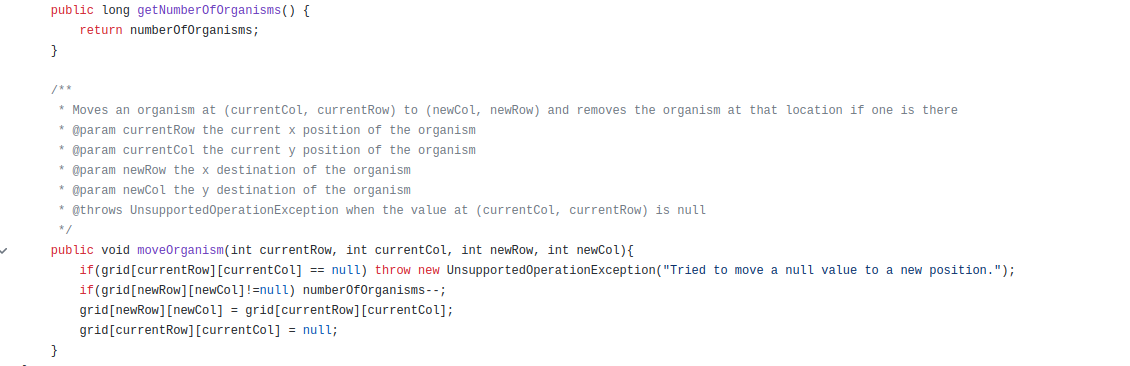 public long getNumberOfOrganisms() {
return numberOfOrganisms;
}
/**
* Moves an organism at (currentCol, currentRow) to (newCol, newRow) and removes the organism at that location if one is there
* @param currentRow the current x position of the organism
* @param currentCol the current y position of the organism
* @param newRow the x destination of the organism
* @param newCol the y destination of the organism
* @throws UnsupportedOperationException when the value at (currentCol, currentRow) is null
*/
public void moveOrganism(int currentRow, int currentCol, int newRow, int newCol){
if(grid[currentRow][currentCol] == null) throw new UnsupportedOperationException("Tried to move a null value to a new position.");
if(grid[newRow][newCol]!=null) numberOfOrganisms--;
grid[newRow][newCol] = grid[currentRow][currentCol];
grid[currentRow][currentCol] = null;
}